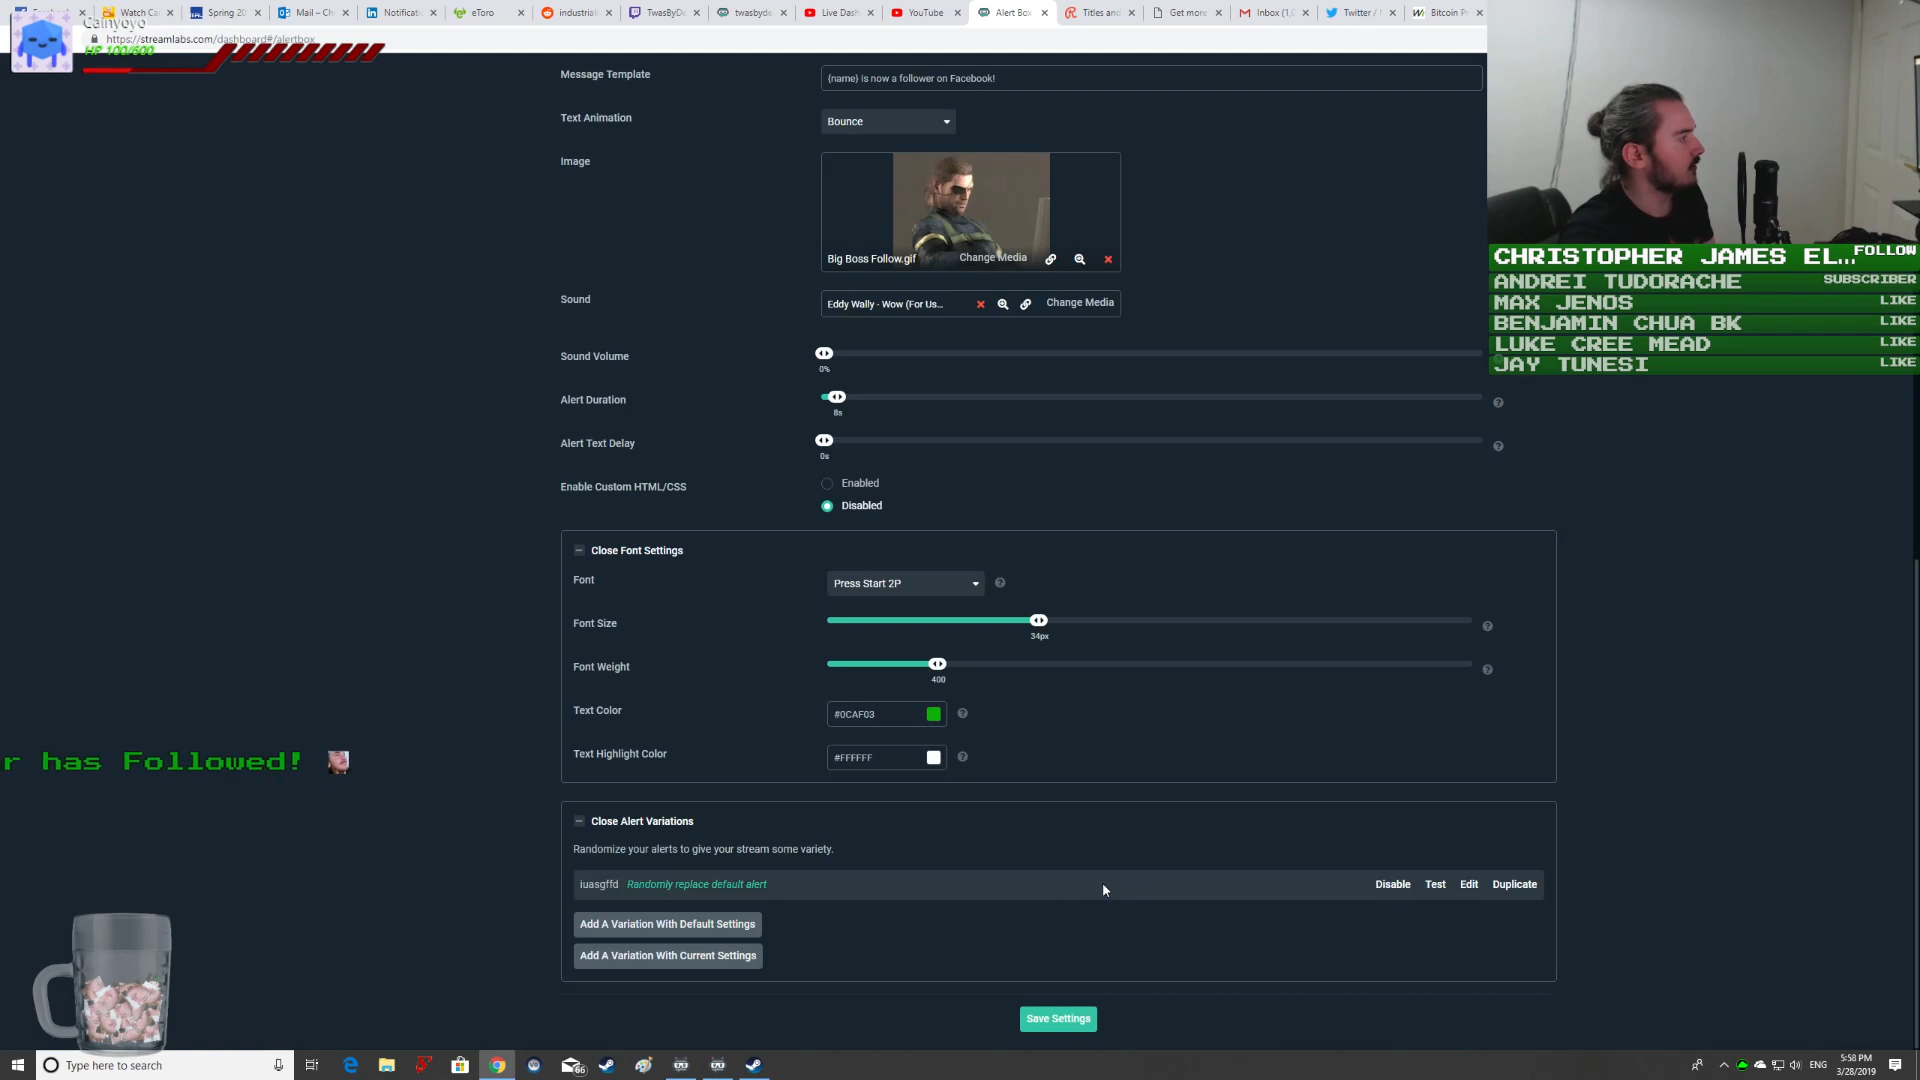 Watch Ca
Spring 20
Mail – Ch
Notificati
eToro
industrial
TwasByDe
twasbyde
Live Dash
YouTube
Alert Box
Titles and
Get more
Inbox (1,0
Twitter /
Bitcoin P
Cahyoyo
HP 100/600
https://streamlabs.com/dashboard#/alertbox
Message Template
{name} is now a follower on Facebook!
Text Animation
Bounce
Image
Big Boss Follow.gif
Change Media
Sound
Eddy Wally - Wow (For Us...
Change Media
Sound Volume
0%
Alert Duration
8s
Alert Text Delay
0s
Enable Custom HTML/CSS
Enabled
Disabled
Close Font Settings
Font
Press Start 2P
Font Size
34px
Font Weight
400
Text Color
#0CAF03
Text Highlight Color
#FFFFFF
Close Alert Variations
Randomize your alerts to give your stream some variety.
iuasgffd Randomly replace default alert
Disable Test Edit Duplicate
Add A Variation With Default Settings
Add A Variation With Current Settings
Save Settings
CHRISTOPHER JAMES EL... FOLLOW
ANDREI TUDORACHE SUBSCRIBER
MAX JENOS LIKE
BENJAMIN CHUA BK LIKE
LUKE CREE MEAD LIKE
JAY TUNESI LIKE
r has Followed!
Type here to search
66
ENG
5:58 PM
3/28/2019